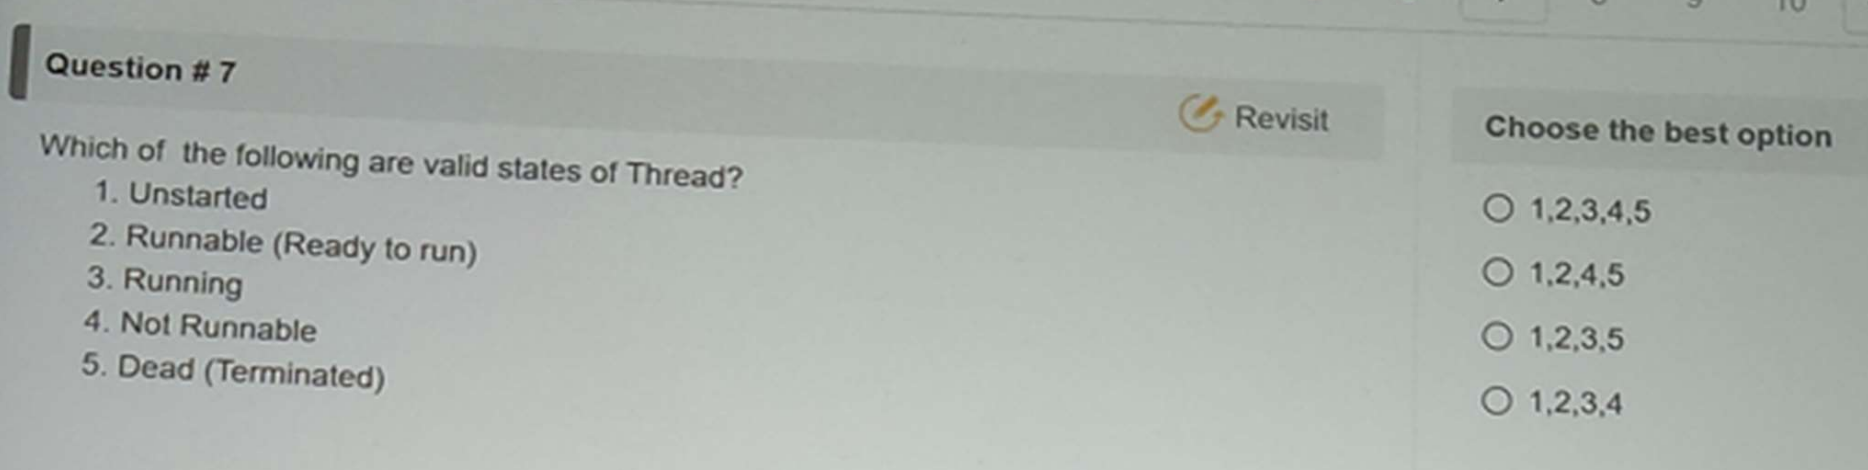 10
Question # 7
Revisit
Which of the following are valid states of Thread?
1. Unstarted
2. Runnable (Ready to run)
3. Running
4. Not Runnable
5. Dead (Terminated)
Choose the best option
1,2,3,4,5
1,2,4,5
1,2,3,5
1,2,3,4